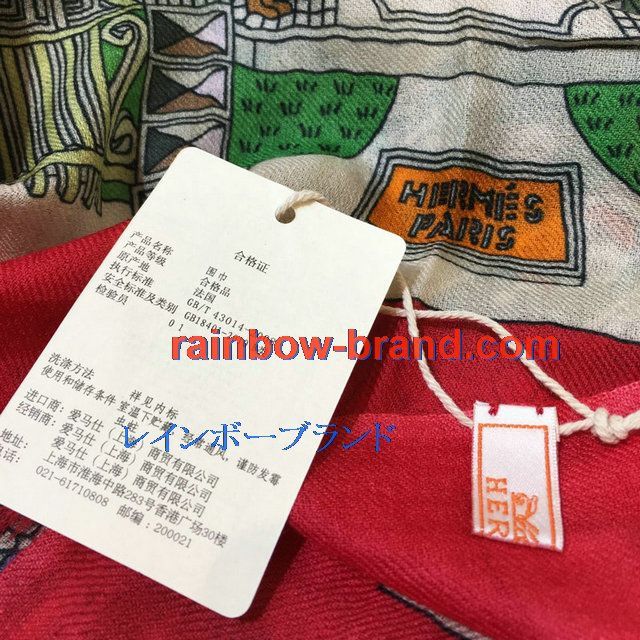 HERMÈS
PARIS
合格证
产品名称 围巾
产品等级 合格品
原产地 法国
执行标准 GB/T 43014-
安全标准及类别 GB18401-
检验员 01
rainbow-brand.com
洗涤方法 祥见内标
使用和储存条件 室温下贮藏，
谨防发霉
レインボーブランド
进口商：爱马仕（上海）商贸有限公司
经销商：爱马仕（上海）商贸有限公司
地址：上海市淮海中路283号香港广场30楼
电话：021-61710808 邮编：200021
HER